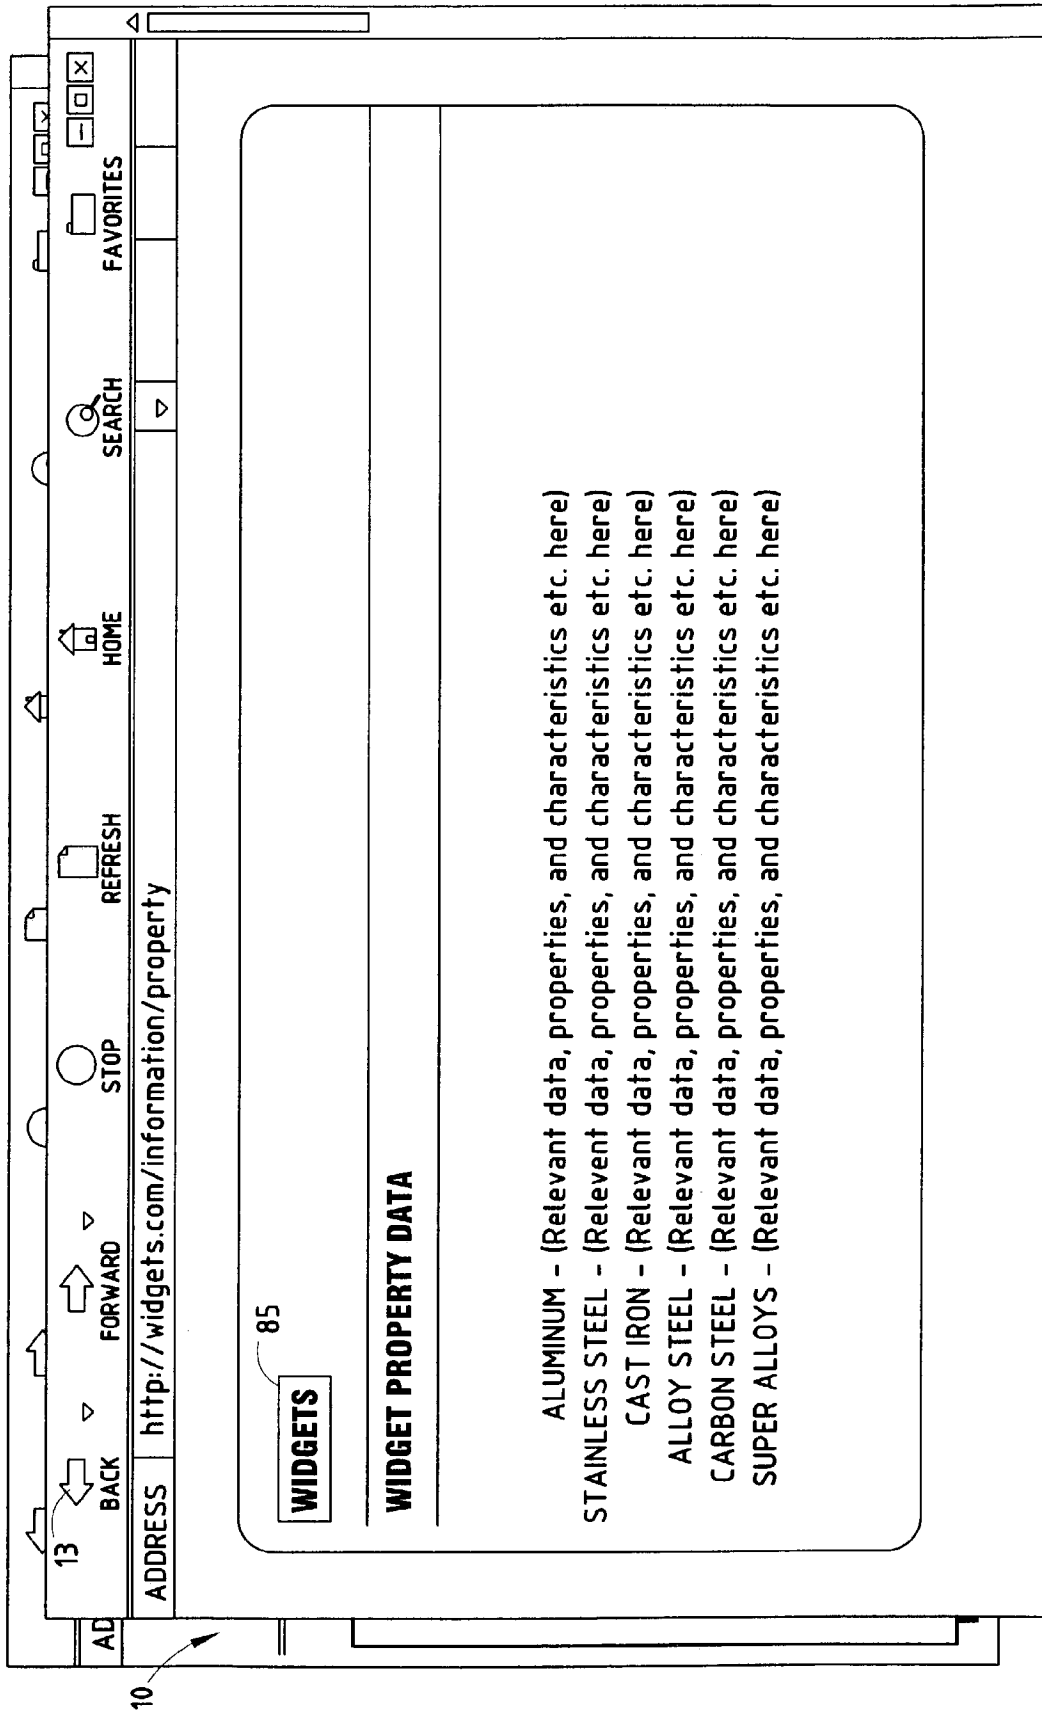 13
BACK FORWARD STOP REFRESH HOME SEARCH FAVORITES
AD
ADDRESS http://widgets.com/information/property
10
WIDGETS
85
WIDGET PROPERTY DATA
ALUMINUM – (Relevant data, properties, and characteristics etc. here)
STAINLESS STEEL – (Relevent data, properties, and characteristics etc. here)
CAST IRON – (Relevant data, properties, and characteristics etc. here)
ALLOY STEEL – (Relevant data, properties, and characteristics etc. here)
CARBON STEEL – (Relevant data, properties, and characteristics etc. here)
SUPER ALLOYS – (Relevant data, properties, and characteristics etc. here)